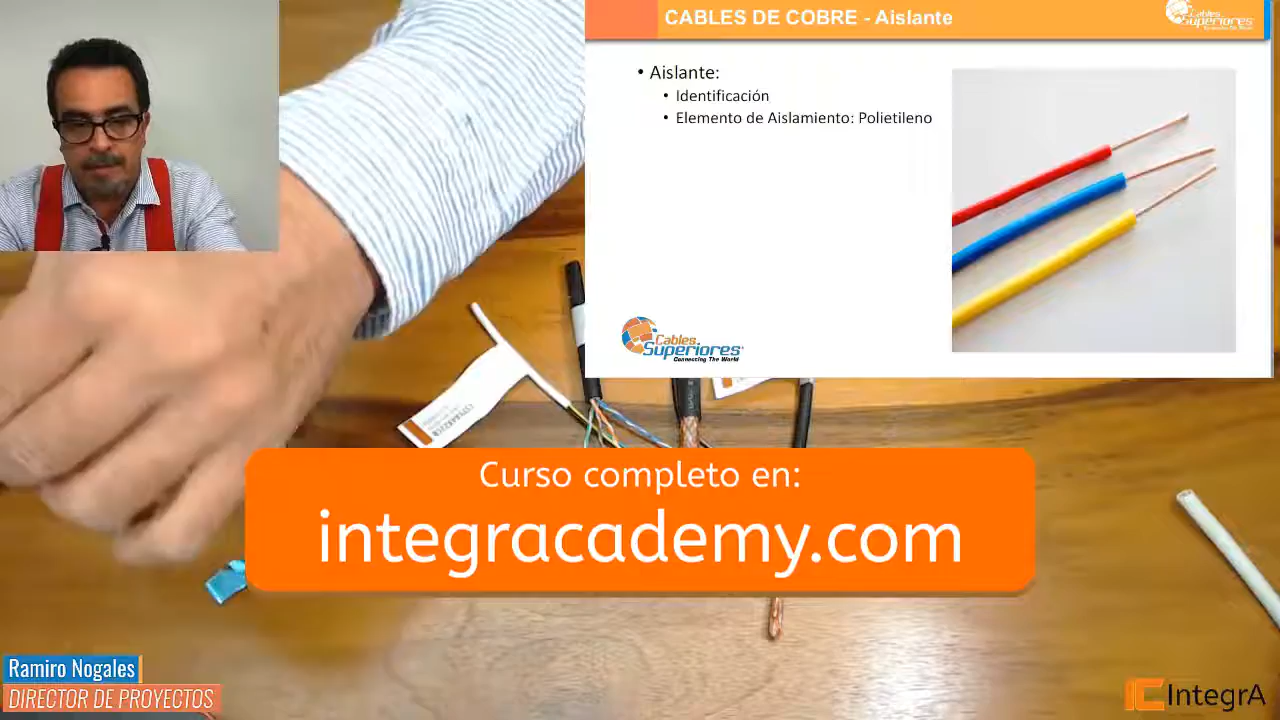 CABLES DE COBRE - Aislante
Cables
Superiores
• Aislante:
• Identificación
• Elemento de Aislamiento: Polietileno
Cables
Superiores
Connecting The World
Curso completo en:
integracademy.com
Ramiro Nogales
DIRECTOR DE PROYECTOS
IC IntegrA